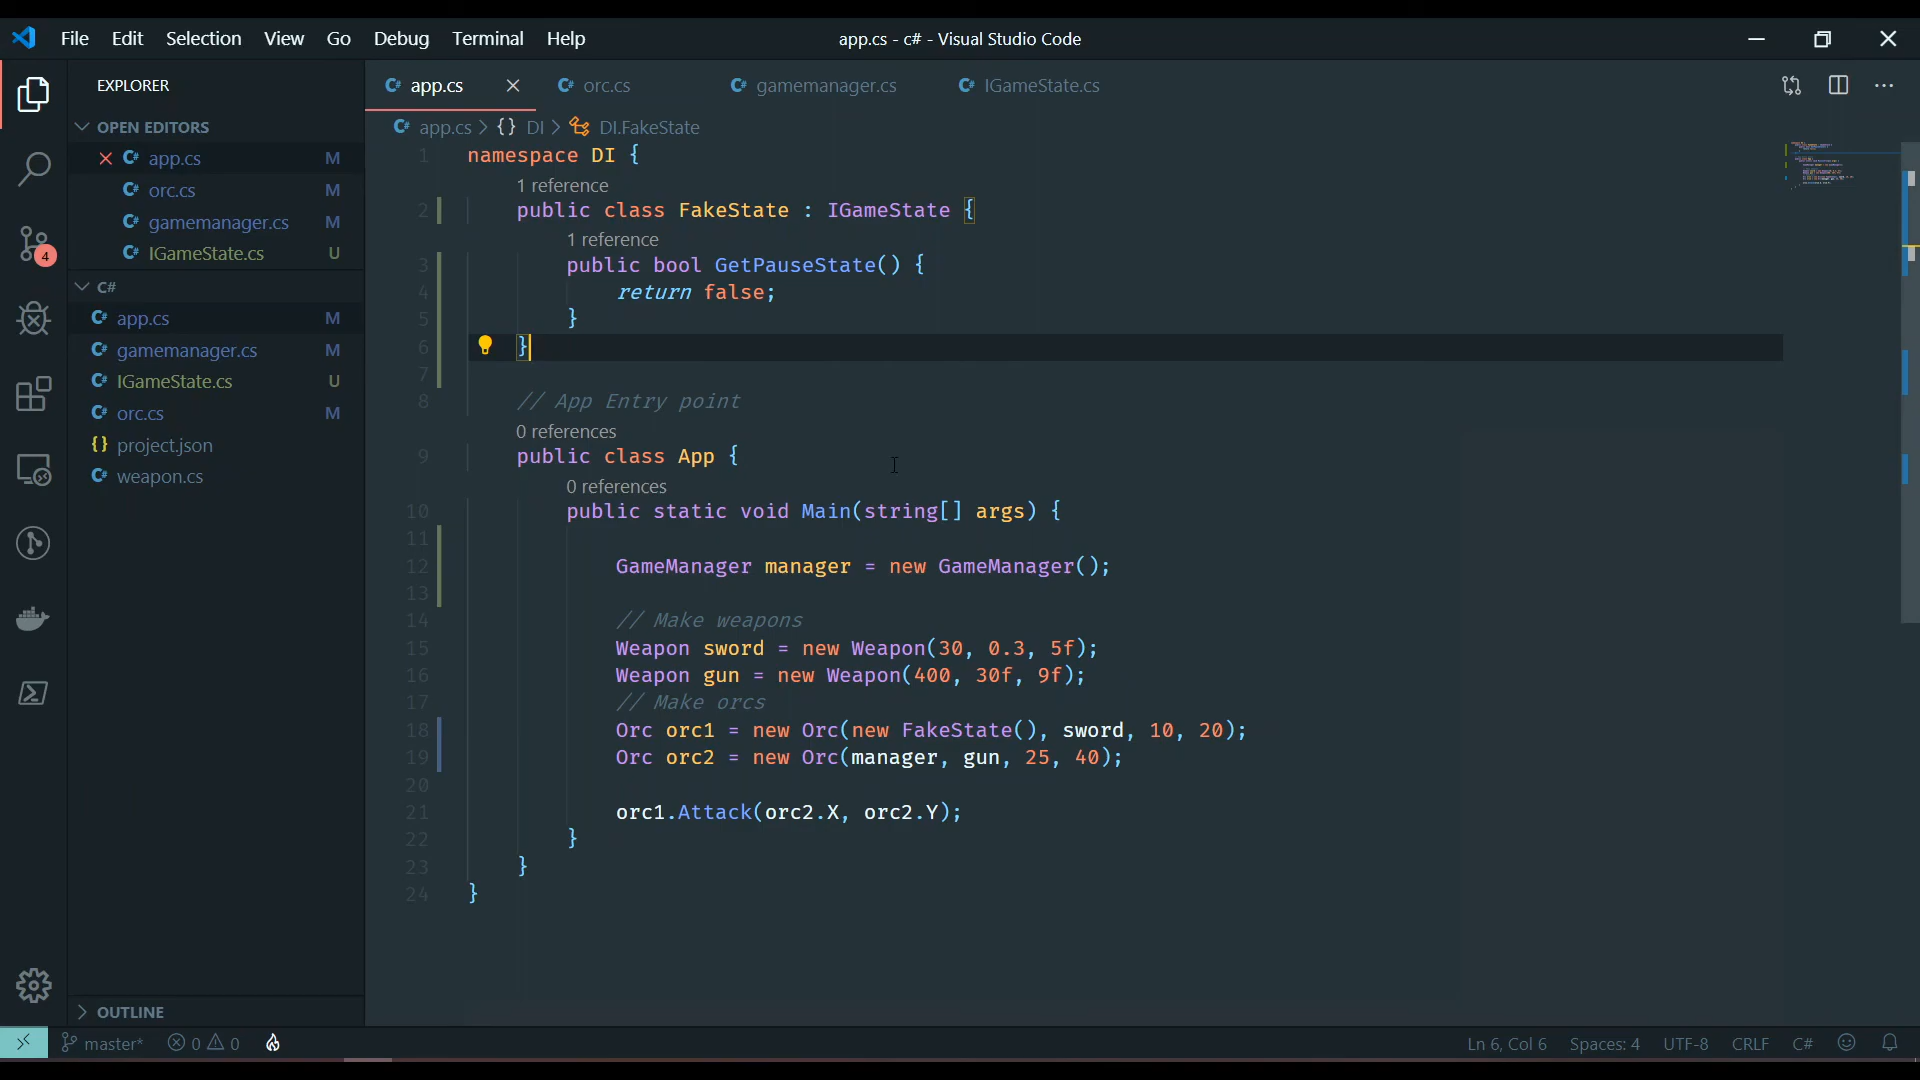 File Edit Selection View Go Debug Terminal Help
app.cs - c# - Visual Studio Code
EXPLORER
OPEN EDITORS
app.cs M
orc.cs M
gamemanager.cs M
IGameState.cs U
C#
app.cs M
gamemanager.cs M
IGameState.cs U
orc.cs M
{} project.json
weapon.cs
OUTLINE
4
app.cs
orc.cs
gamemanager.cs
IGameState.cs
app.cs > {} DI > DI.FakeState
1 namespace DI {
1 reference
2 public class FakeState : IGameState {
1 reference
3 public bool GetPauseState() {
4 return false;
5 }
6 }
7
8 // App Entry point
0 references
9 public class App {
0 references
10 public static void Main(string[] args) {
11
12 GameManager manager = new GameManager();
13
14 // Make weapons
15 Weapon sword = new Weapon(30, 0.3, 5f);
16 Weapon gun = new Weapon(400, 30f, 9f);
17 // Make orcs
18 Orc orc1 = new Orc(new FakeState(), sword, 10, 20);
19 Orc orc2 = new Orc(manager, gun, 25, 40);
20
21 orc1.Attack(orc2.X, orc2.Y);
22 }
23 }
24 }
master* 0 0
Ln 6, Col 6 Spaces: 4 UTF-8 CRLF C#